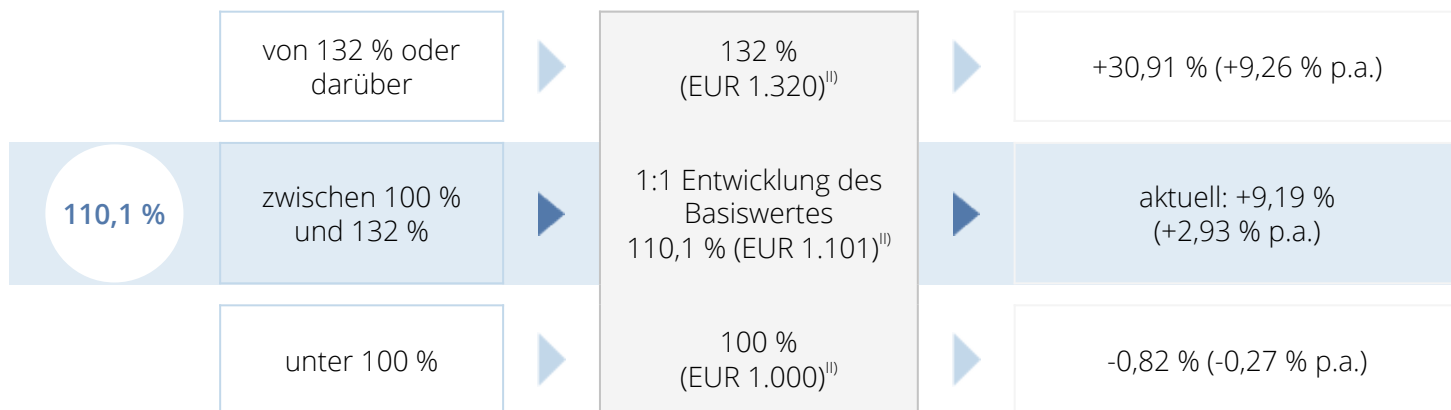 von 132 % oder
darüber
132 %
(EUR 1.320)II)
+30,91 % (+9,26 % p.a.)
110,1 %
zwischen 100 %
und 132 %
1:1 Entwicklung des
Basiswertes
110,1 % (EUR 1.101)II)
aktuell: +9,19 %
(+2,93 % p.a.)
unter 100 %
100 %
(EUR 1.000)II)
-0,82 % (-0,27 % p.a.)